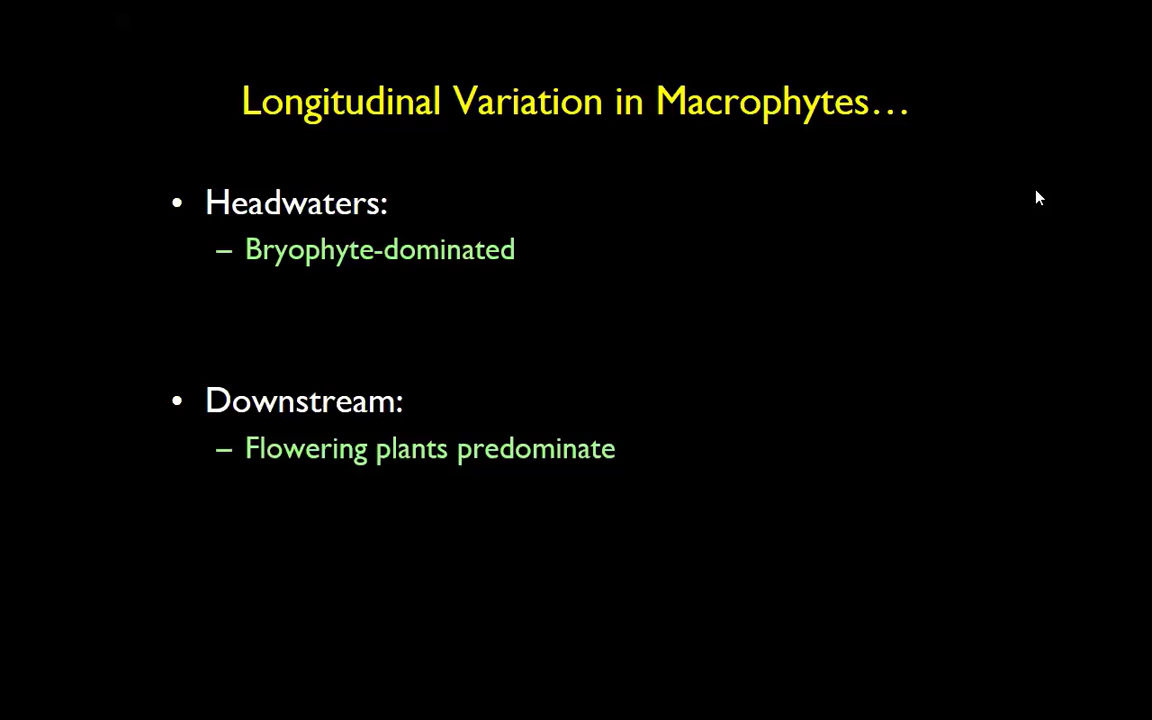 Longitudinal Variation in Macrophytes…
• Headwaters:
– Bryophyte-dominated
• Downstream:
– Flowering plants predominate